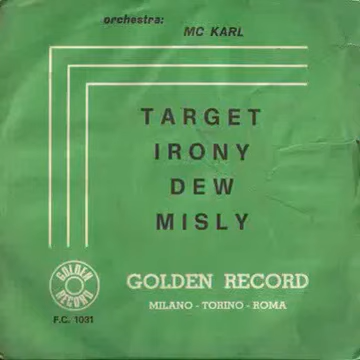 orchestra:
MC KARL
TARGET
IRONY
DEW
MISLY
GOLDEN RECORD
GOLDEN RECORD
MILANO - TORINO - ROMA
F.C. 1031